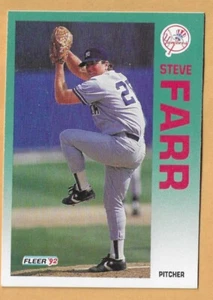 STEVE
FARR
FLEER '92
PITCHER